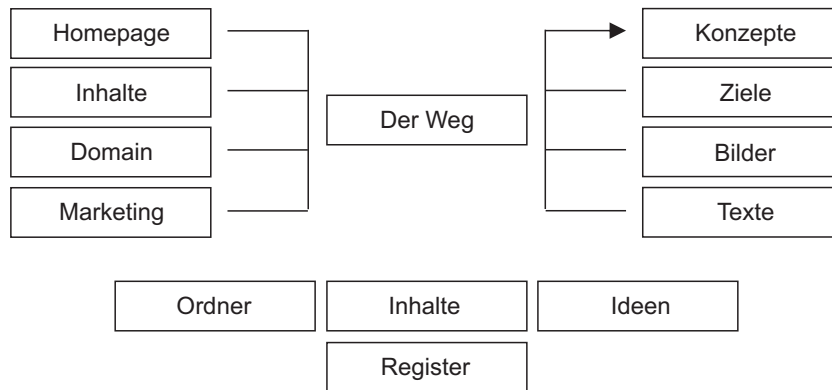 Homepage
Konzepte
Inhalte
Ziele
Der Weg
Domain
Bilder
Marketing
Texte
Ordner
Inhalte
Ideen
Register